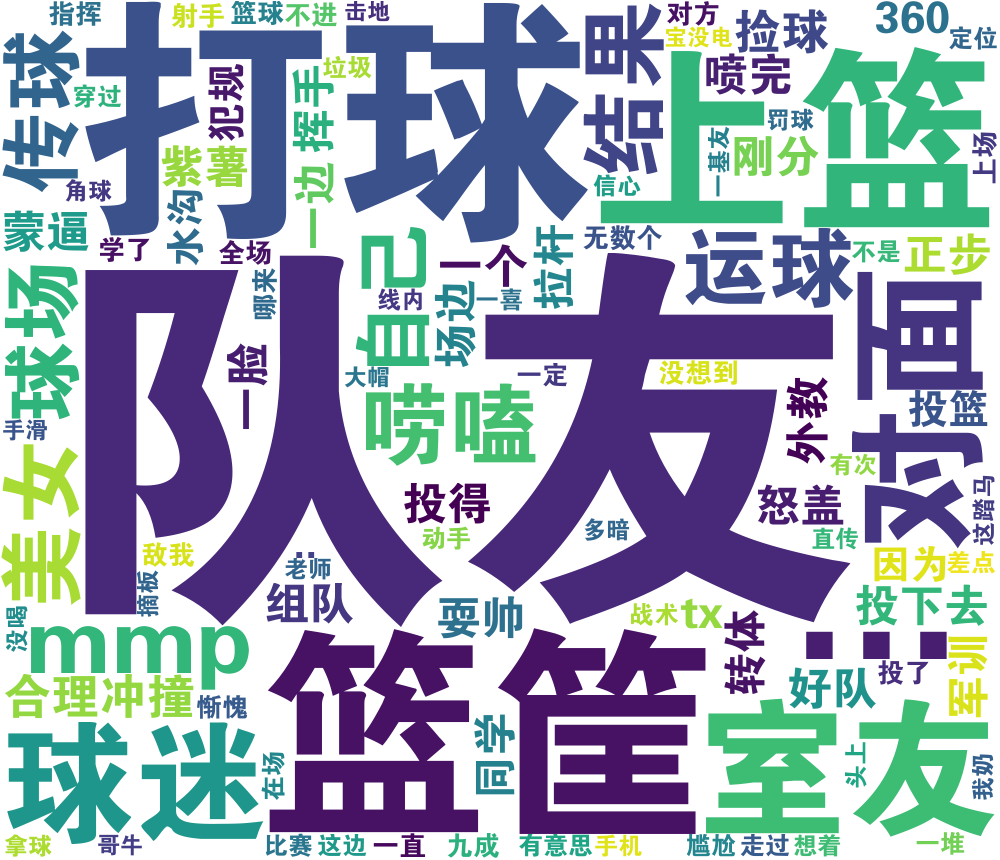 指挥
射手
篮球
不进
击地
对方
360
宝没电
捡球
定位
传球
打球
结果
上篮
穿过
犯规
挥手
垃圾
喷完
罚球
一基友
刚分
上场
紫薯
一边
角球
水沟
信心
蒙逼
学了
全场
自己
一个
拉杆
无数个
运球
不是
正步
球场
哪来
线内
一喜
场边
对面
一脸
大帽
一定
没想到
投篮
手滑
队友
唠嗑
外教
美女
投得
怒盖
有次
这踏马
动手
多暗
直传
敌我
因为
差点
摘板
老师
..
组队
耍帅
战术
tx
转体
投下去
没喝
mmp
...
合理冲撞
惭愧
好队
投了
军训
球迷
篮筐
同学
室友
在场
头上
我奶
拿球
哥牛
比赛
这边
一直
九成
有意思
手机
尴尬
走过
想着
一堆